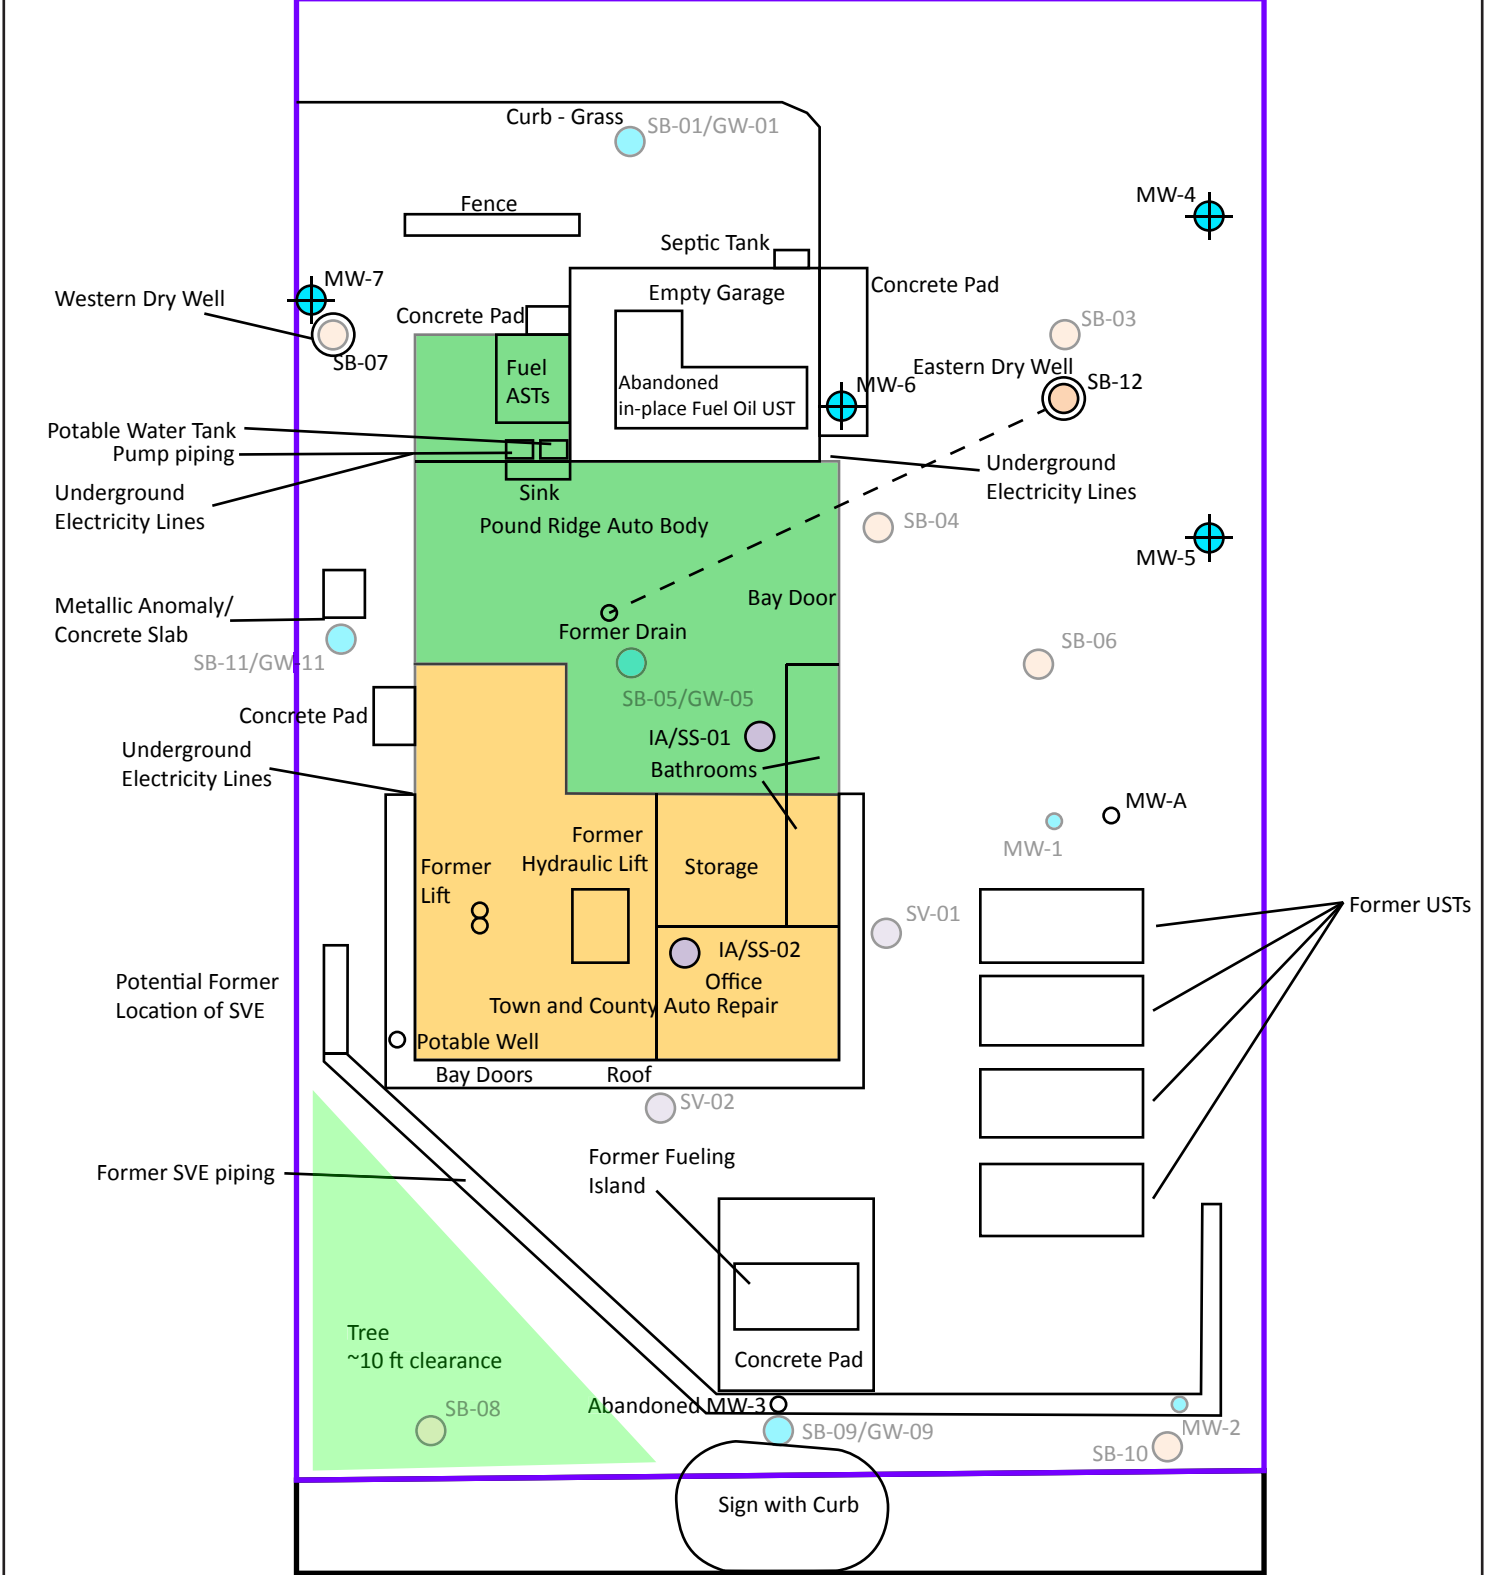 Curb - Grass
SB-01/GW-01
MW-4
Fence
Septic Tank
MW-7
Concrete Pad
Empty Garage
Western Dry Well
Concrete Pad
SB-03
SB-07
Fuel
ASTs
Abandoned
in-place Fuel Oil UST
MW-6
Eastern Dry Well
SB-12
Potable Water Tank
Pump piping
Underground
Electricity Lines
Sink
Underground
Electricity Lines
Pound Ridge Auto Body
SB-04
MW-5
Metallic Anomaly/
Concrete Slab
Bay Door
Former Drain
SB-06
SB-11/GW-11
SB-05/GW-05
Concrete Pad
IA/SS-01
Underground
Electricity Lines
Bathrooms
MW-A
MW-1
Former
Hydraulic Lift
Former
Lift
Storage
SV-01
Former USTs
IA/SS-02
Office
Potential Former
Location of SVE
Town and County Auto Repair
Potable Well
Bay Doors
Roof
SV-02
Former SVE piping
Former Fueling
Island
Tree
~10 ft clearance
Concrete Pad
SB-08
Abandoned MW-3
SB-09/GW-09
MW-2
SB-10
Sign with Curb